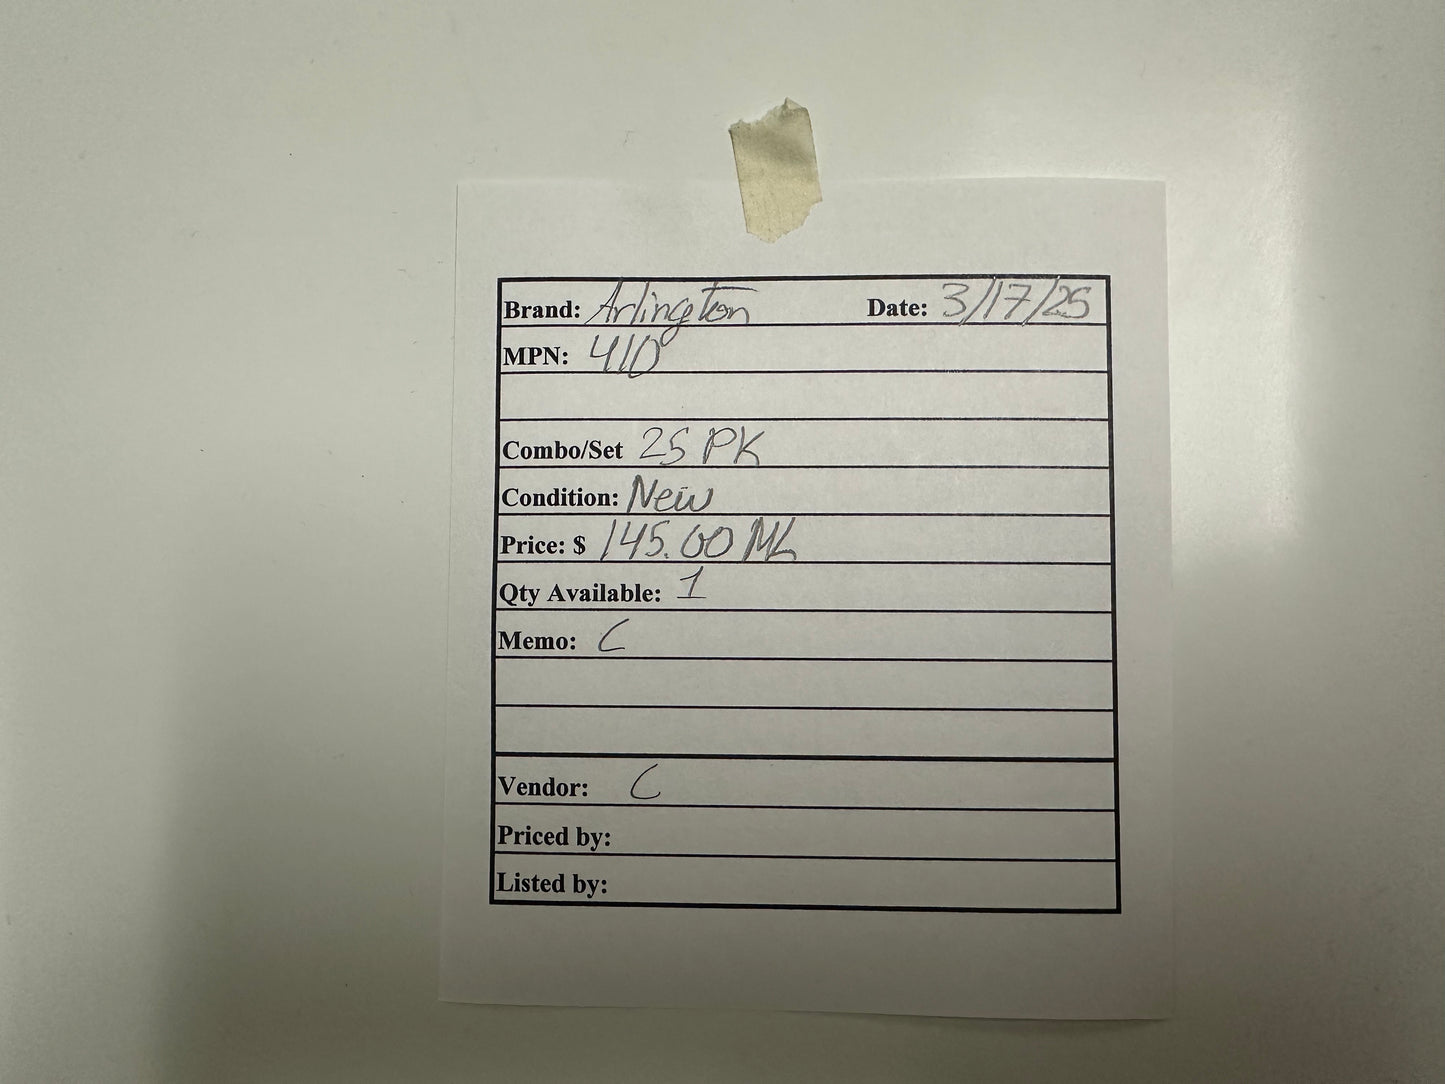 Brand: Arlington Date: 3/17/25
MPN: 410
Combo/Set 25 PK
Condition: New
Price: $ 145.00
Qty Available: 1
Memo: C
Vendor: C
Priced by:
Listed by: